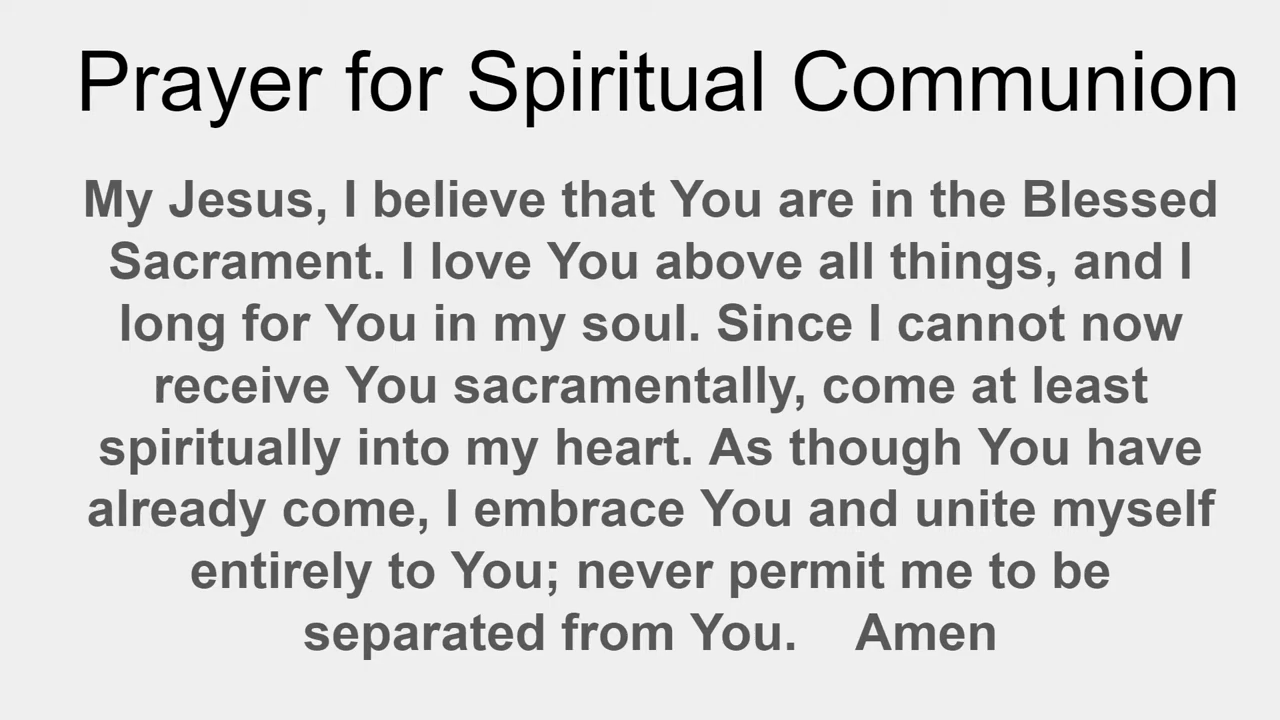 Prayer for Spiritual Communion
My Jesus, I believe that You are in the Blessed
Sacrament. I love You above all things, and I
long for You in my soul. Since I cannot now
receive You sacramentally, come at least
spiritually into my heart. As though You have
already come, I embrace You and unite myself
entirely to You; never permit me to be
separated from You. Amen